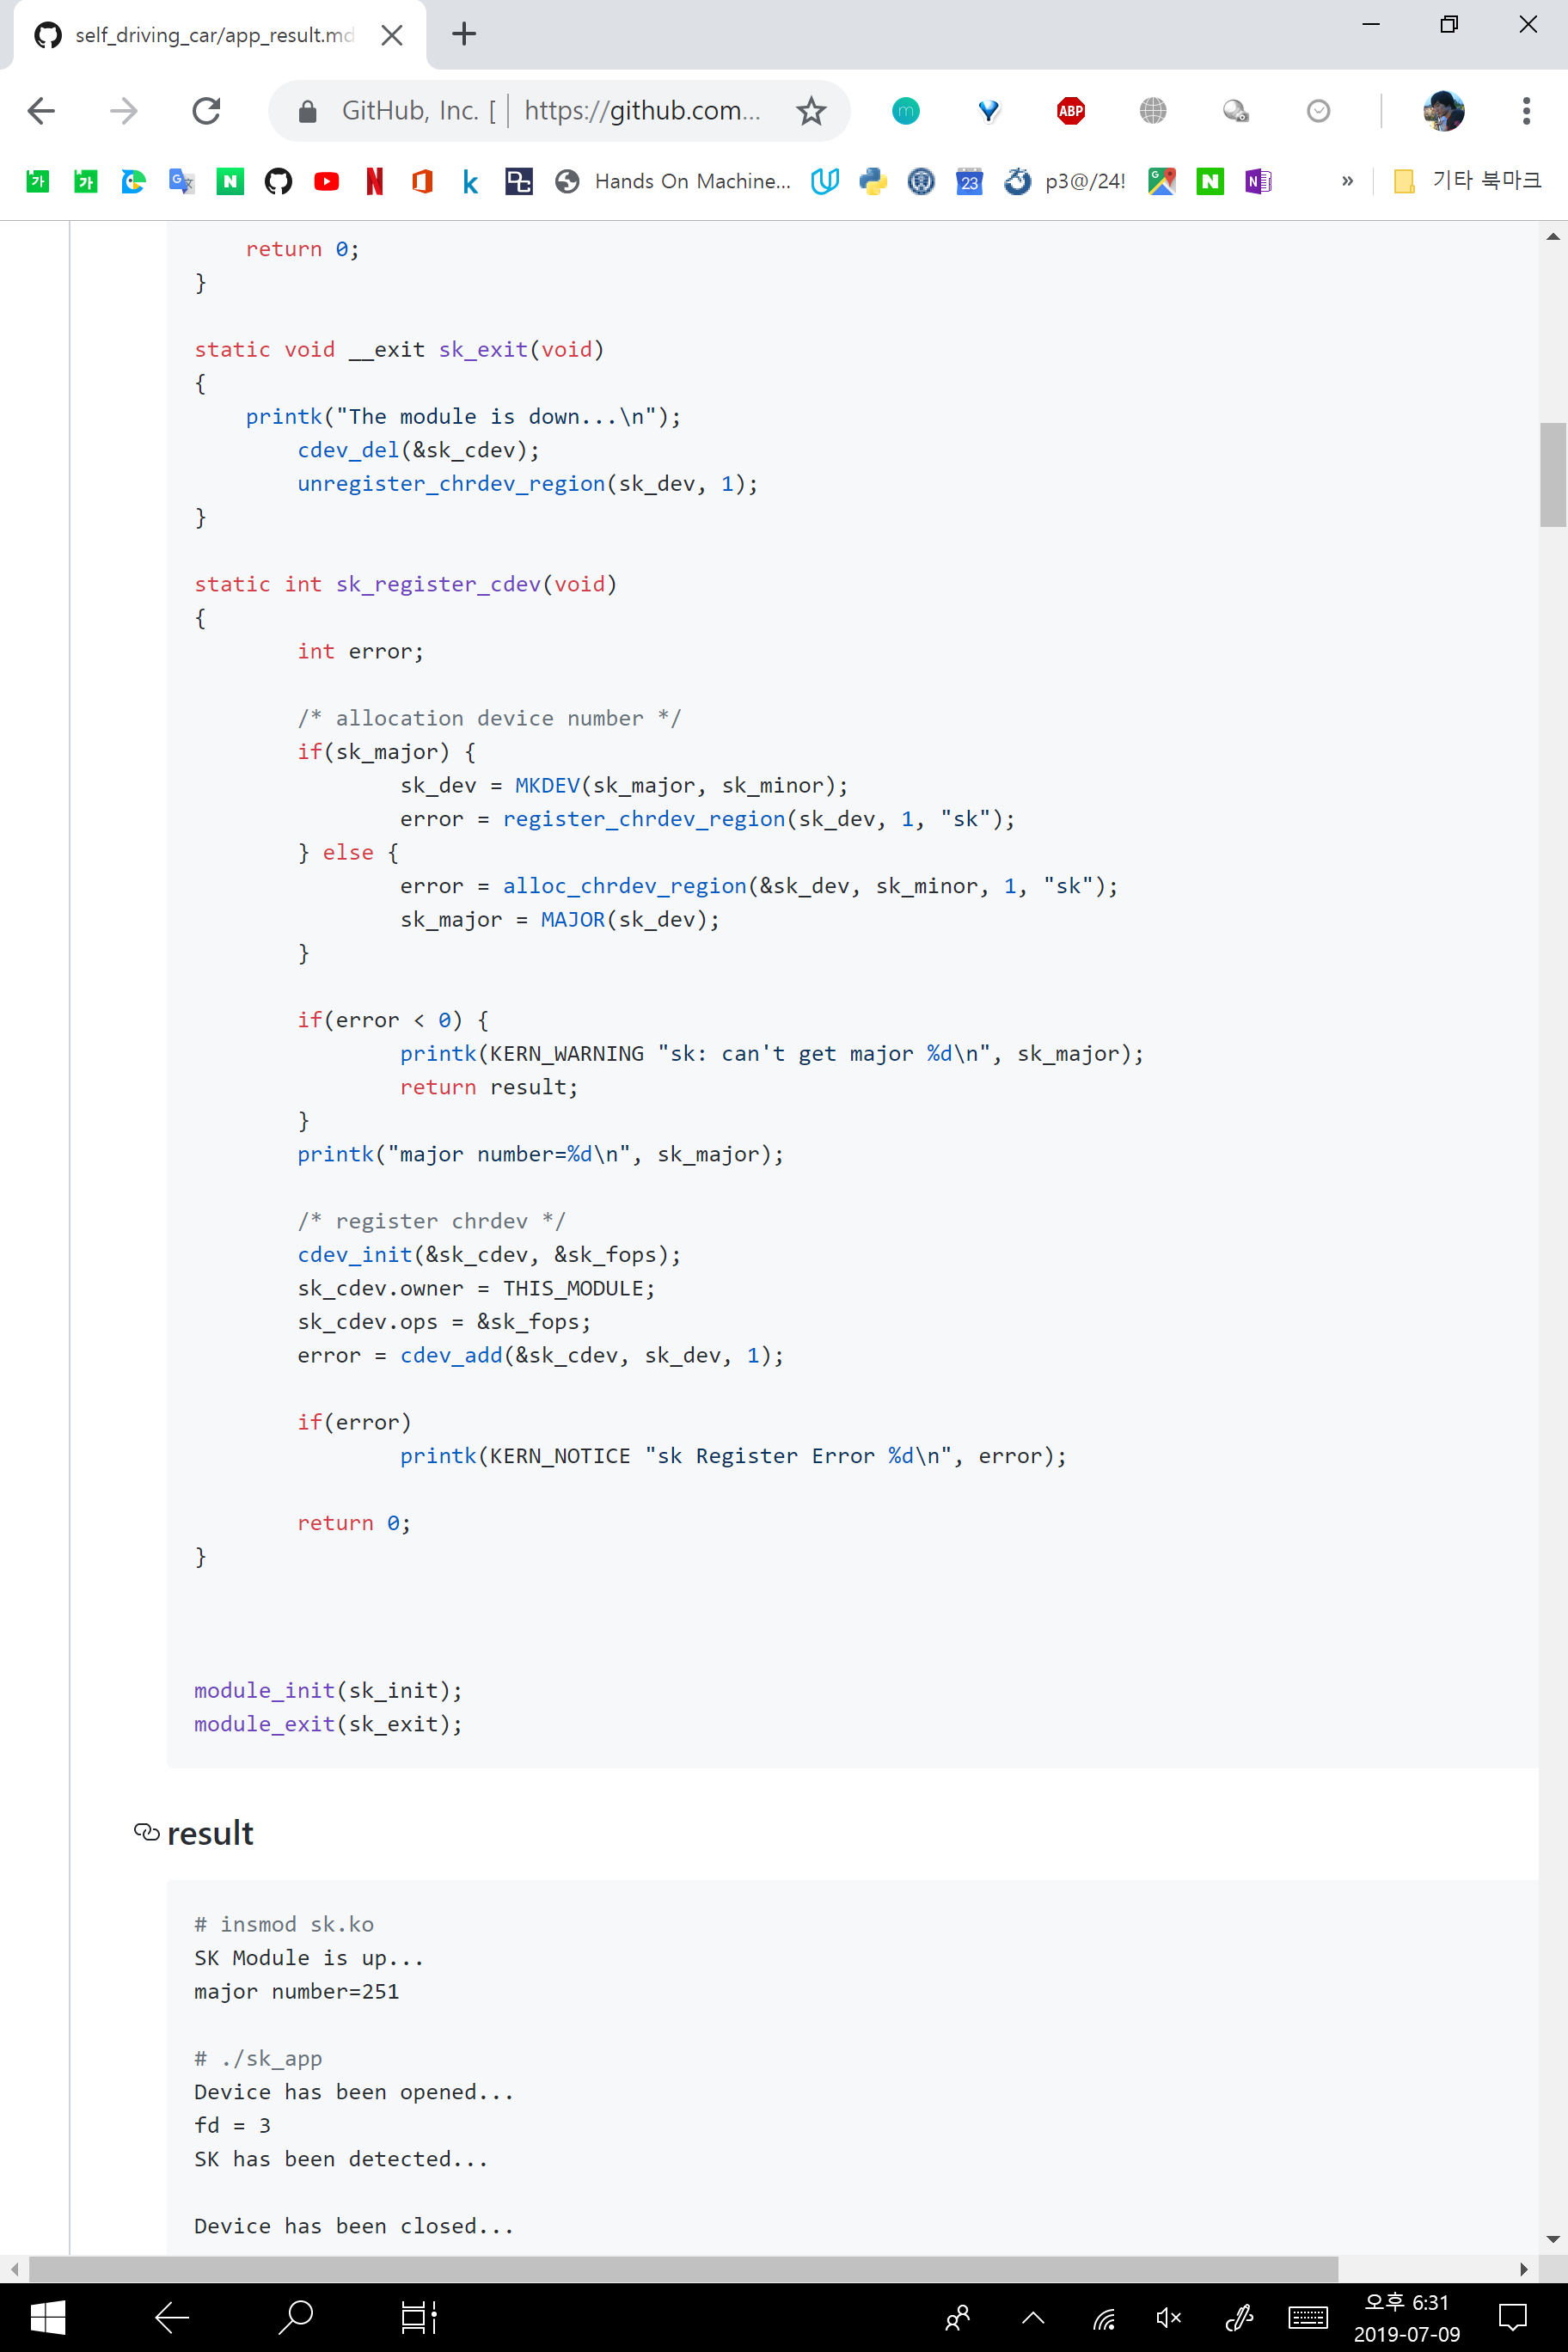 self_driving_car/app_result.md
GitHub, Inc. [ | https://github.com...
m
ABP
가
가
G
N
N
k
DC
Hands On Machine...
23
p3@/24!
G
N
N
»
기타 북마크
    return 0;
}

static void __exit sk_exit(void)
{
    printk("The module is down...\n");
        cdev_del(&sk_cdev);
        unregister_chrdev_region(sk_dev, 1);
}

static int sk_register_cdev(void)
{
        int error;

        /* allocation device number */
        if(sk_major) {
                sk_dev = MKDEV(sk_major, sk_minor);
                error = register_chrdev_region(sk_dev, 1, "sk");
        } else {
                error = alloc_chrdev_region(&sk_dev, sk_minor, 1, "sk");
                sk_major = MAJOR(sk_dev);
        }

        if(error < 0) {
                printk(KERN_WARNING "sk: can't get major %d\n", sk_major);
                return result;
        }
        printk("major number=%d\n", sk_major);

        /* register chrdev */
        cdev_init(&sk_cdev, &sk_fops);
        sk_cdev.owner = THIS_MODULE;
        sk_cdev.ops = &sk_fops;
        error = cdev_add(&sk_cdev, sk_dev, 1);

        if(error)
                printk(KERN_NOTICE "sk Register Error %d\n", error);

        return 0;
}

module_init(sk_init);
module_exit(sk_exit);
result
# insmod sk.ko
SK Module is up...
major number=251

# ./sk_app
Device has been opened...
fd = 3
SK has been detected...

Device has been closed...
오후 6:31
2019-07-09